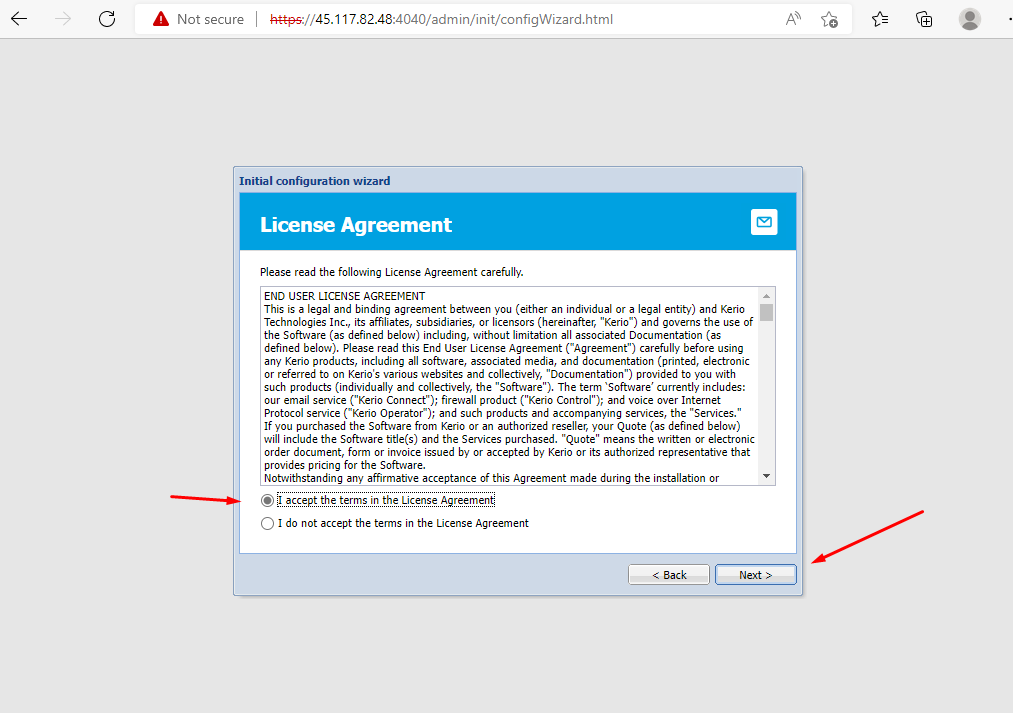 Not secure
https://45.117.82.48:4040/admin/init/configWizard.html
Initial configuration wizard
License Agreement
Please read the following License Agreement carefully.
END USER LICENSE AGREEMENT
This is a legal and binding agreement between you (either an individual or a legal entity) and Kerio
Technologies Inc., its affiliates, subsidiaries, or licensors (hereinafter, "Kerio") and governs the use of
the Software (as defined below) including, without limitation all associated Documentation (as
defined below). Please read this End User License Agreement ("Agreement") carefully before using
any Kerio products, including all software, associated media, and documentation (printed, electronic
or referred to on Kerio's various websites and collectively, "Documentation") provided to you with
such products (individually and collectively, the "Software"). The term ‘Software’ currently includes:
our email service ("Kerio Connect"); firewall product ("Kerio Control"); and voice over Internet
Protocol service ("Kerio Operator"); and such products and accompanying services, the "Services."
If you purchased the Software from Kerio or an authorized reseller, your Quote (as defined below)
will include the Software title(s) and the Services purchased. "Quote" means the written or electronic
order document, form or invoice issued by or accepted by Kerio or its authorized representative that
provides pricing for the Software.
Notwithstanding any affirmative acceptance of this Agreement made during the installation or
I accept the terms in the License Agreement
I do not accept the terms in the License Agreement
< Back
Next >